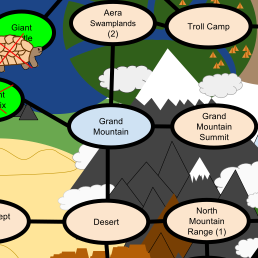 Aera
Swamplands
(2)
Troll Camp
Giant
Grand
Mountain
Grand
Mountain
Summit
Desert
North
Mountain
Range (1)